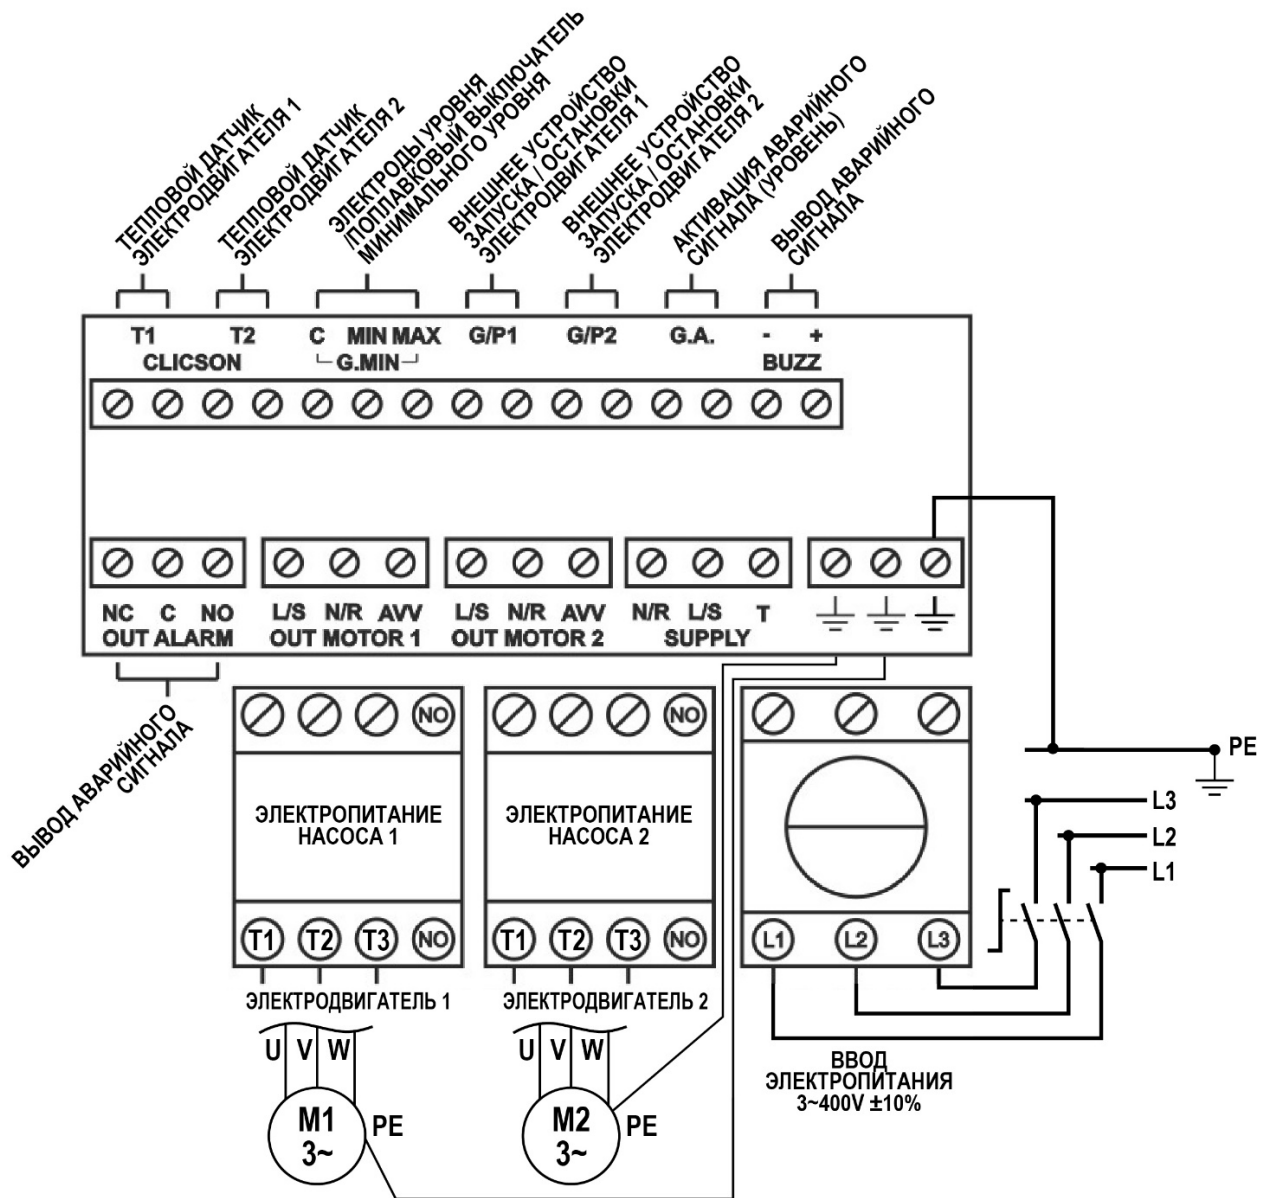 ТЕПЛОВОЙ ДАТЧИК
ЭЛЕКТРОДВИГАТЕЛЯ 1
ТЕПЛОВОЙ ДАТЧИК
ЭЛЕКТРОДВИГАТЕЛЯ 2
ЭЛЕКТРОДЫ УРОВНЯ
/ПОПЛАВКОВЫЙ ВЫКЛЮЧАТЕЛЬ
МИНИМАЛЬНОГО УРОВНЯ
ВНЕШНЕЕ УСТРОЙСТВО
ЗАПУСКА / ОСТАНОВКИ
ЭЛЕКТРОДВИГАТЕЛЯ 1
ВНЕШНЕЕ УСТРОЙСТВО
ЗАПУСКА / ОСТАНОВКИ
ЭЛЕКТРОДВИГАТЕЛЯ 2
АКТИВАЦИЯ АВАРИЙНОГО
СИГНАЛА (УРОВЕНЬ)
ВЫВОД АВАРИЙНОГО
СИГНАЛА
T1 T2 C MIN MAX G/P1 G/P2 G.A. - +
CLICSON G.MIN BUZZ
NC C NO L/S N/R AVV L/S N/R AVV N/R L/S T
OUT ALARM OUT MOTOR 1 OUT MOTOR 2 SUPPLY
ВЫВОД АВАРИЙНОГО
СИГНАЛА
NO
NO
ЭЛЕКТРОПИТАНИЕ
НАСОСА 1
ЭЛЕКТРОПИТАНИЕ
НАСОСА 2
PE
L3
L2
L1
T1 T2 T3 NO
T1 T2 T3 NO
L1 L2 L3
ЭЛЕКТРОДВИГАТЕЛЬ 1
ЭЛЕКТРОДВИГАТЕЛЬ 2
U V W
U V W
M1
3~
PE
M2
3~
PE
ВВОД
ЭЛЕКТРОПИТАНИЯ
3~400V ±10%